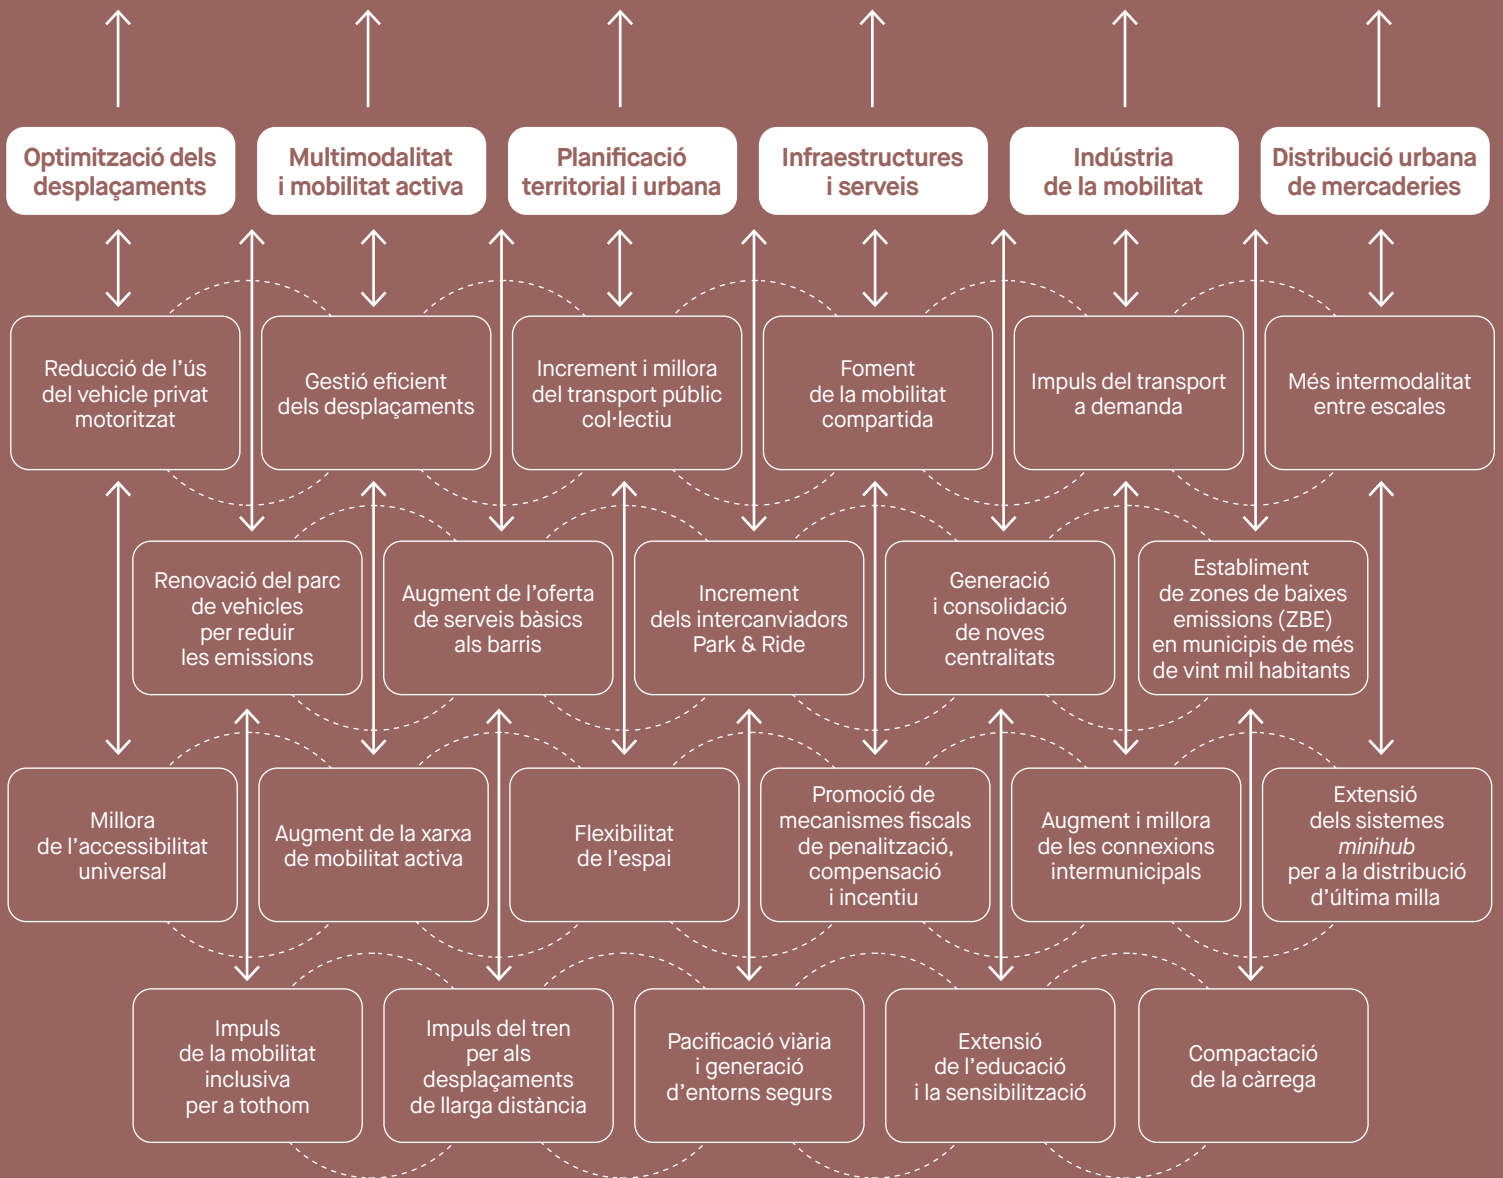 Optimització dels
desplaçaments
Multimodalitat
i mobilitat activa
Planificació
territorial i urbana
Infraestructures
i serveis
Indústria
de la mobilitat
Distribució urbana
de mercaderies
Reducció de l'ús
del vehicle privat
motoritzat
Gestió eficient
dels desplaçaments
Increment i millora
del transport públic
col·lectiu
Foment
de la mobilitat
compartida
Impuls del transport
a demanda
Més intermodalitat
entre escales
Renovació del parc
de vehicles
per reduir
les emissions
Augment de l'oferta
de serveis bàsics
als barris
Increment
dels intercanviadors
Park & Ride
Generació
i consolidació
de noves
centralitats
Establiment
de zones de baixes
emissions (ZBE)
en municipis de més
de vint mil habitants
Millora
de l'accessibilitat
universal
Augment de la xarxa
de mobilitat activa
Flexibilitat
de l'espai
Promoció de
mecanismes fiscals
de penalització,
compensació
i incentiu
Augment i millora
de les connexions
intermunicipals
Extensió
dels sistemes
minihub
per a la distribució
d'última milla
Impuls
de la mobilitat
inclusiva
per a tothom
Impuls del tren
per als
desplaçaments
de llarga distància
Pacificació viària
i generació
d'entorns segurs
Extensió
de l'educació
i la sensibilització
Compactació
de la càrrega